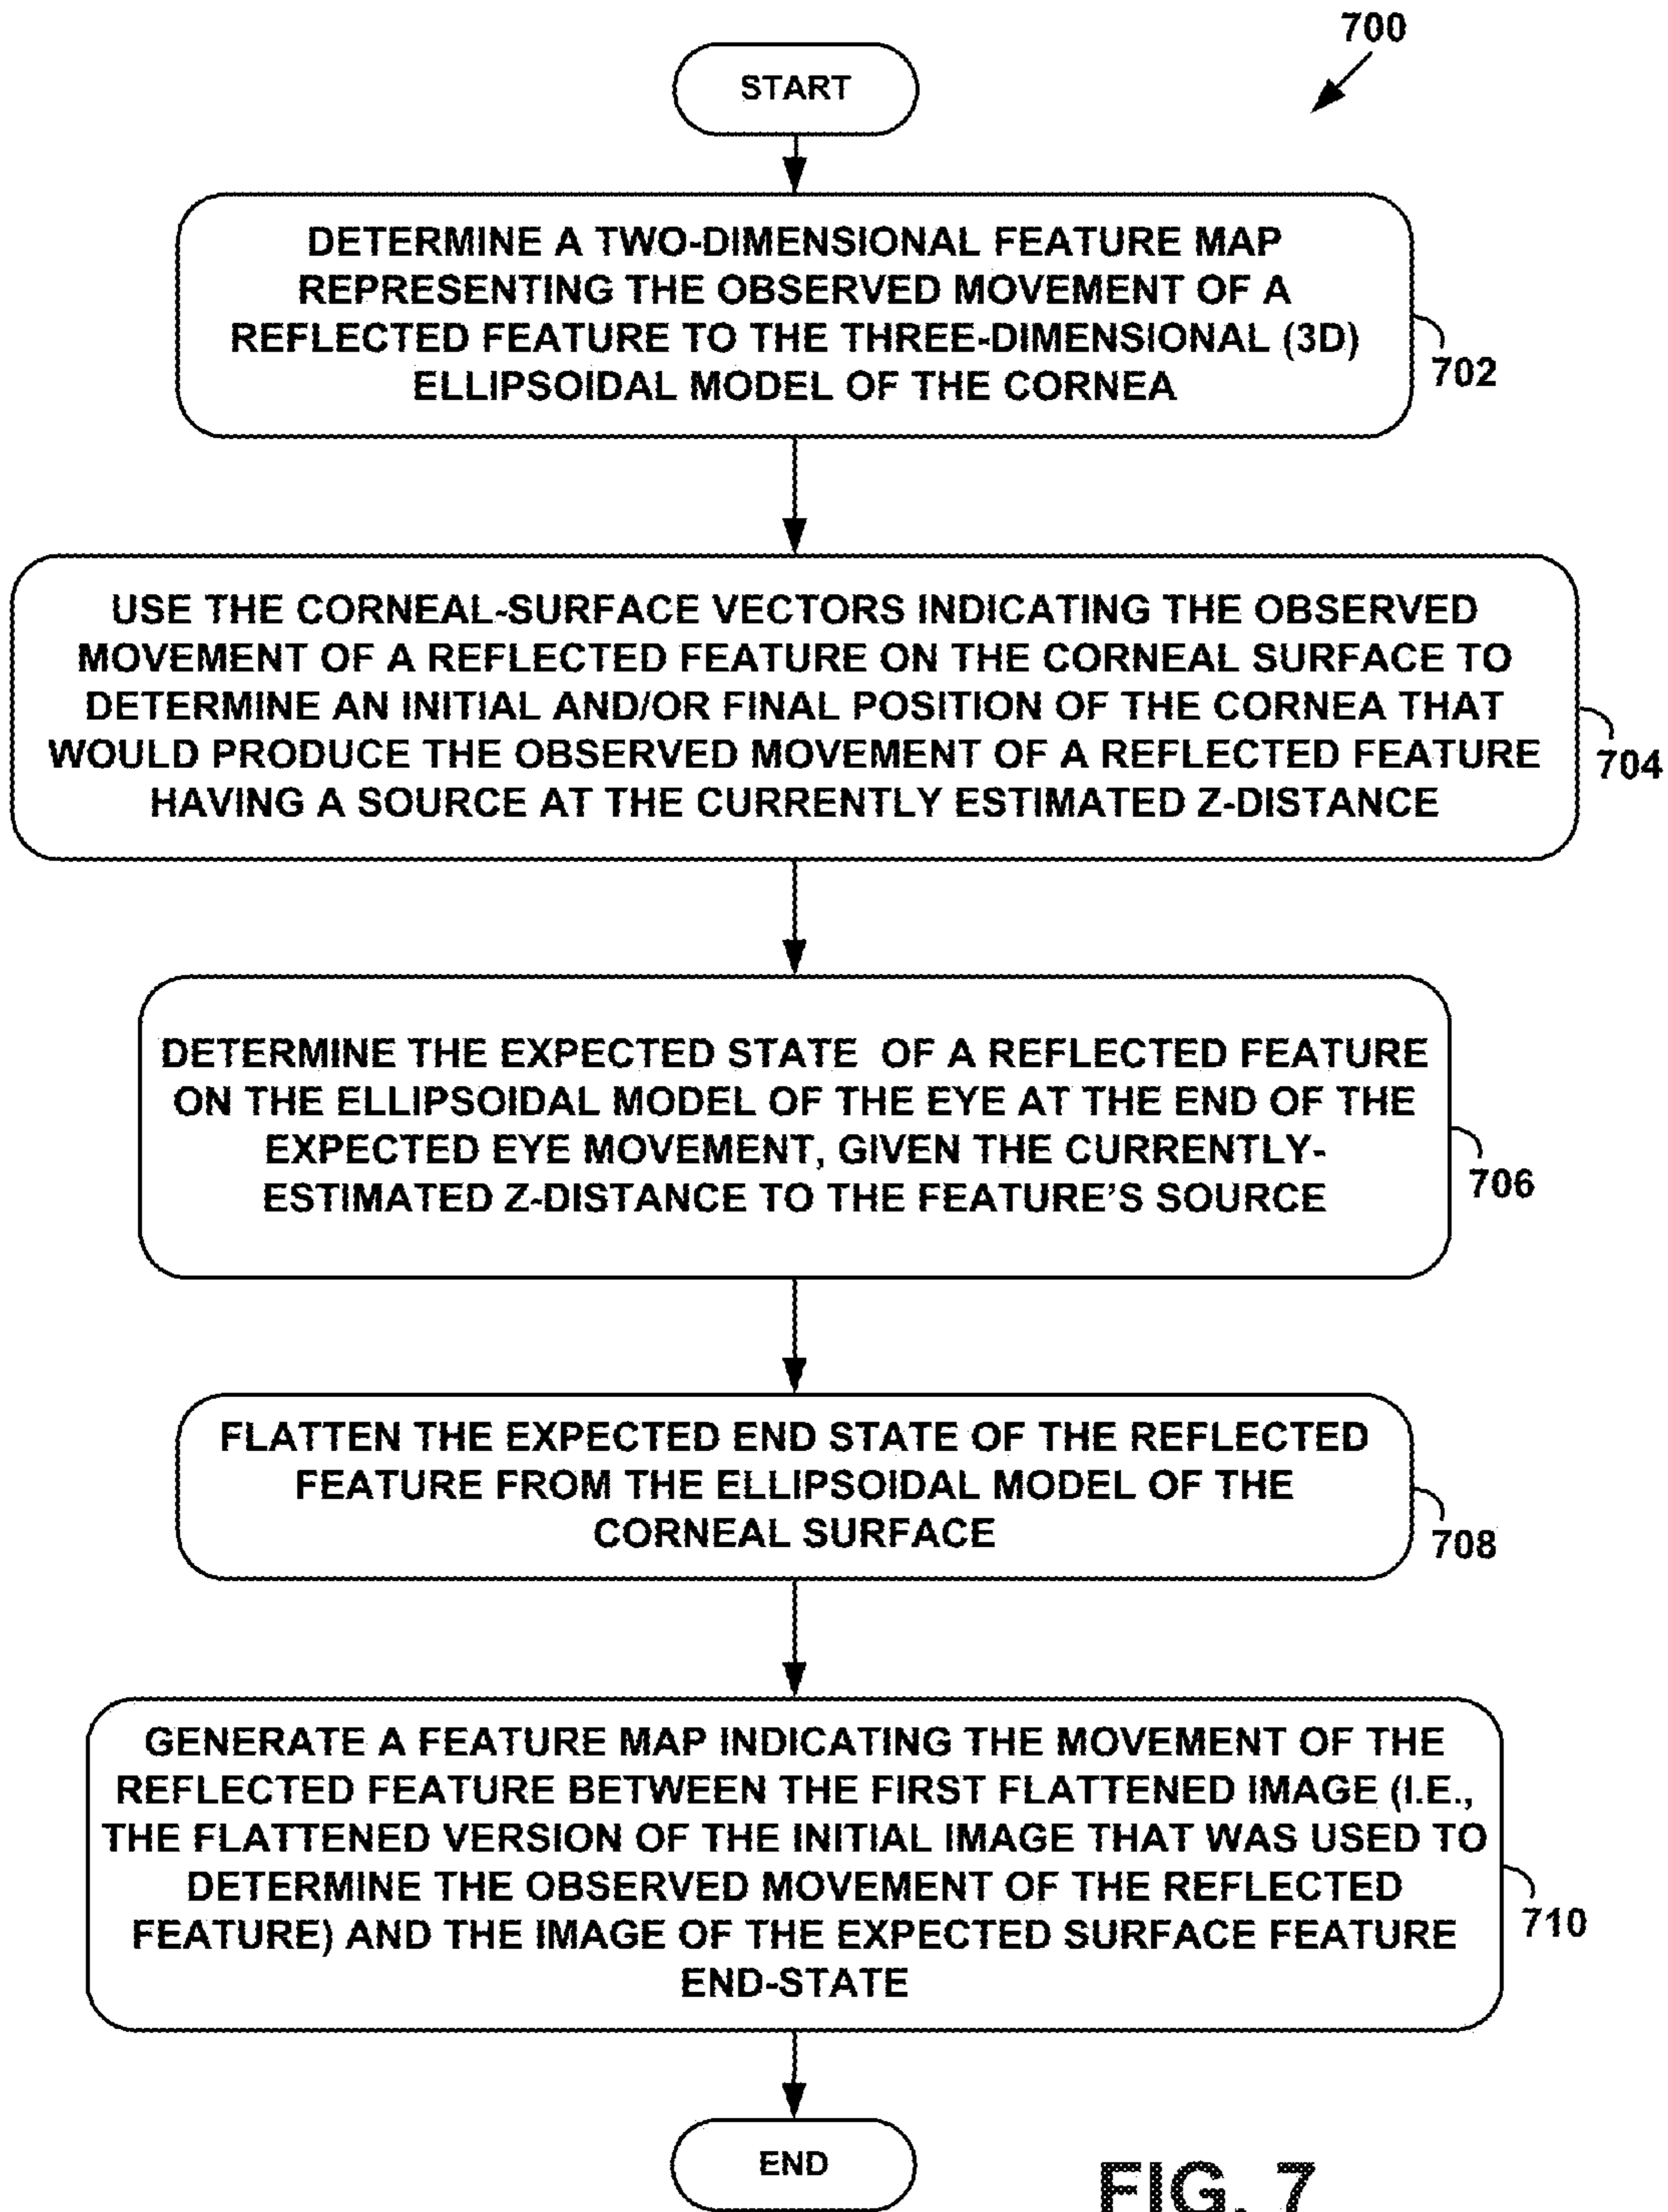 700
START
DETERMINE A TWO-DIMENSIONAL FEATURE MAP
REPRESENTING THE OBSERVED MOVEMENT OF A
REFLECTED FEATURE TO THE THREE-DIMENSIONAL (3D)
ELLIPSOIDAL MODEL OF THE CORNEA
702
USE THE CORNEAL-SURFACE VECTORS INDICATING THE OBSERVED
MOVEMENT OF A REFLECTED FEATURE ON THE CORNEAL SURFACE TO
DETERMINE AN INITIAL AND/OR FINAL POSITION OF THE CORNEA THAT
WOULD PRODUCE THE OBSERVED MOVEMENT OF A REFLECTED FEATURE
HAVING A SOURCE AT THE CURRENTLY ESTIMATED Z-DISTANCE
704
DETERMINE THE EXPECTED STATE OF A REFLECTED FEATURE
ON THE ELLIPSOIDAL MODEL OF THE EYE AT THE END OF THE
EXPECTED EYE MOVEMENT, GIVEN THE CURRENTLY-
ESTIMATED Z-DISTANCE TO THE FEATURE'S SOURCE
706
FLATTEN THE EXPECTED END STATE OF THE REFLECTED
FEATURE FROM THE ELLIPSOIDAL MODEL OF THE
CORNEAL SURFACE
708
GENERATE A FEATURE MAP INDICATING THE MOVEMENT OF THE
REFLECTED FEATURE BETWEEN THE FIRST FLATTENED IMAGE (I.E.,
THE FLATTENED VERSION OF THE INITIAL IMAGE THAT WAS USED TO
DETERMINE THE OBSERVED MOVEMENT OF THE REFLECTED
FEATURE) AND THE IMAGE OF THE EXPECTED SURFACE FEATURE
END-STATE
710
END
FIG. 7